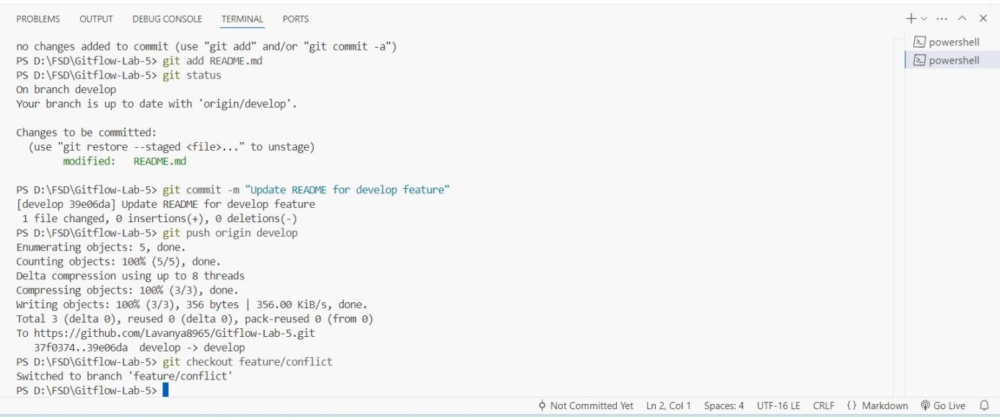 PROBLEMS OUTPUT DEBUG CONSOLE TERMINAL PORTS
no changes added to commit (use "git add" and/or "git commit -a")
PS D:\FSD\Gitflow-Lab-5> git add README.md
PS D:\FSD\Gitflow-Lab-5> git status
On branch develop
Your branch is up to date with 'origin/develop'.
Changes to be committed:
(use "git restore --staged <file>..." to unstage)
modified: README.md
PS D:\FSD\Gitflow-Lab-5> git commit -m "Update README for develop feature"
[develop 39e06da] Update README for develop feature
1 file changed, 0 insertions(+), 0 deletions(-)
PS D:\FSD\Gitflow-Lab-5> git push origin develop
Enumerating objects: 5, done.
Counting objects: 100% (5/5), done.
Delta compression using up to 8 threads
Compressing objects: 100% (3/3), done.
Writing objects: 100% (3/3), 356 bytes | 356.00 KiB/s, done.
Total 3 (delta 0), reused 0 (delta 0), pack-reused 0 (from 0)
To https://github.com/Lavanya8965/Gitflow-Lab-5.git
37f0374..39e06da develop -> develop
PS D:\FSD\Gitflow-Lab-5> git checkout feature/conflict
Switched to branch 'feature/conflict'
PS D:\FSD\Gitflow-Lab-5>
powershell
powershell
Not Committed Yet Ln 2, Col 1 Spaces: 4 UTF-16 LE CRLF {} Markdown Go Live